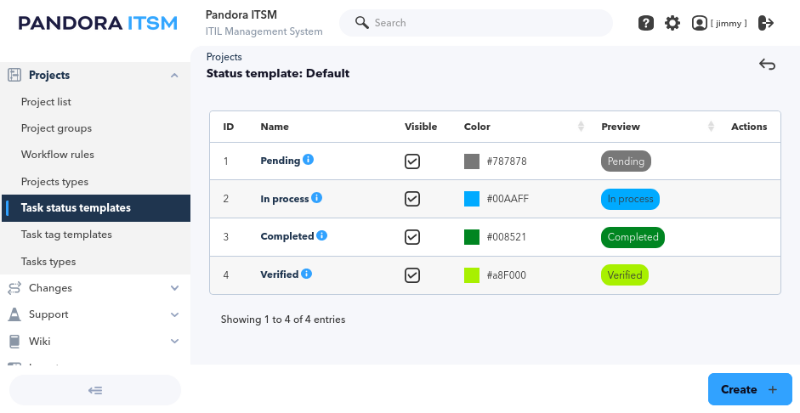 PANDORA ITSM
Pandora ITSM
ITIL Management System
Search
[ jimmy ]
Projects
Project list
Project groups
Workflow rules
Projects types
Task status templates
Task tag templates
Tasks types
Changes
Support
Wiki
Projects
Status template: Default
ID Name Visible Color Preview Actions
1 Pending #787878 Pending
2 In process #00AAFF In process
3 Completed #008521 Completed
4 Verified #a8F000 Verified
Showing 1 to 4 of 4 entries
Create